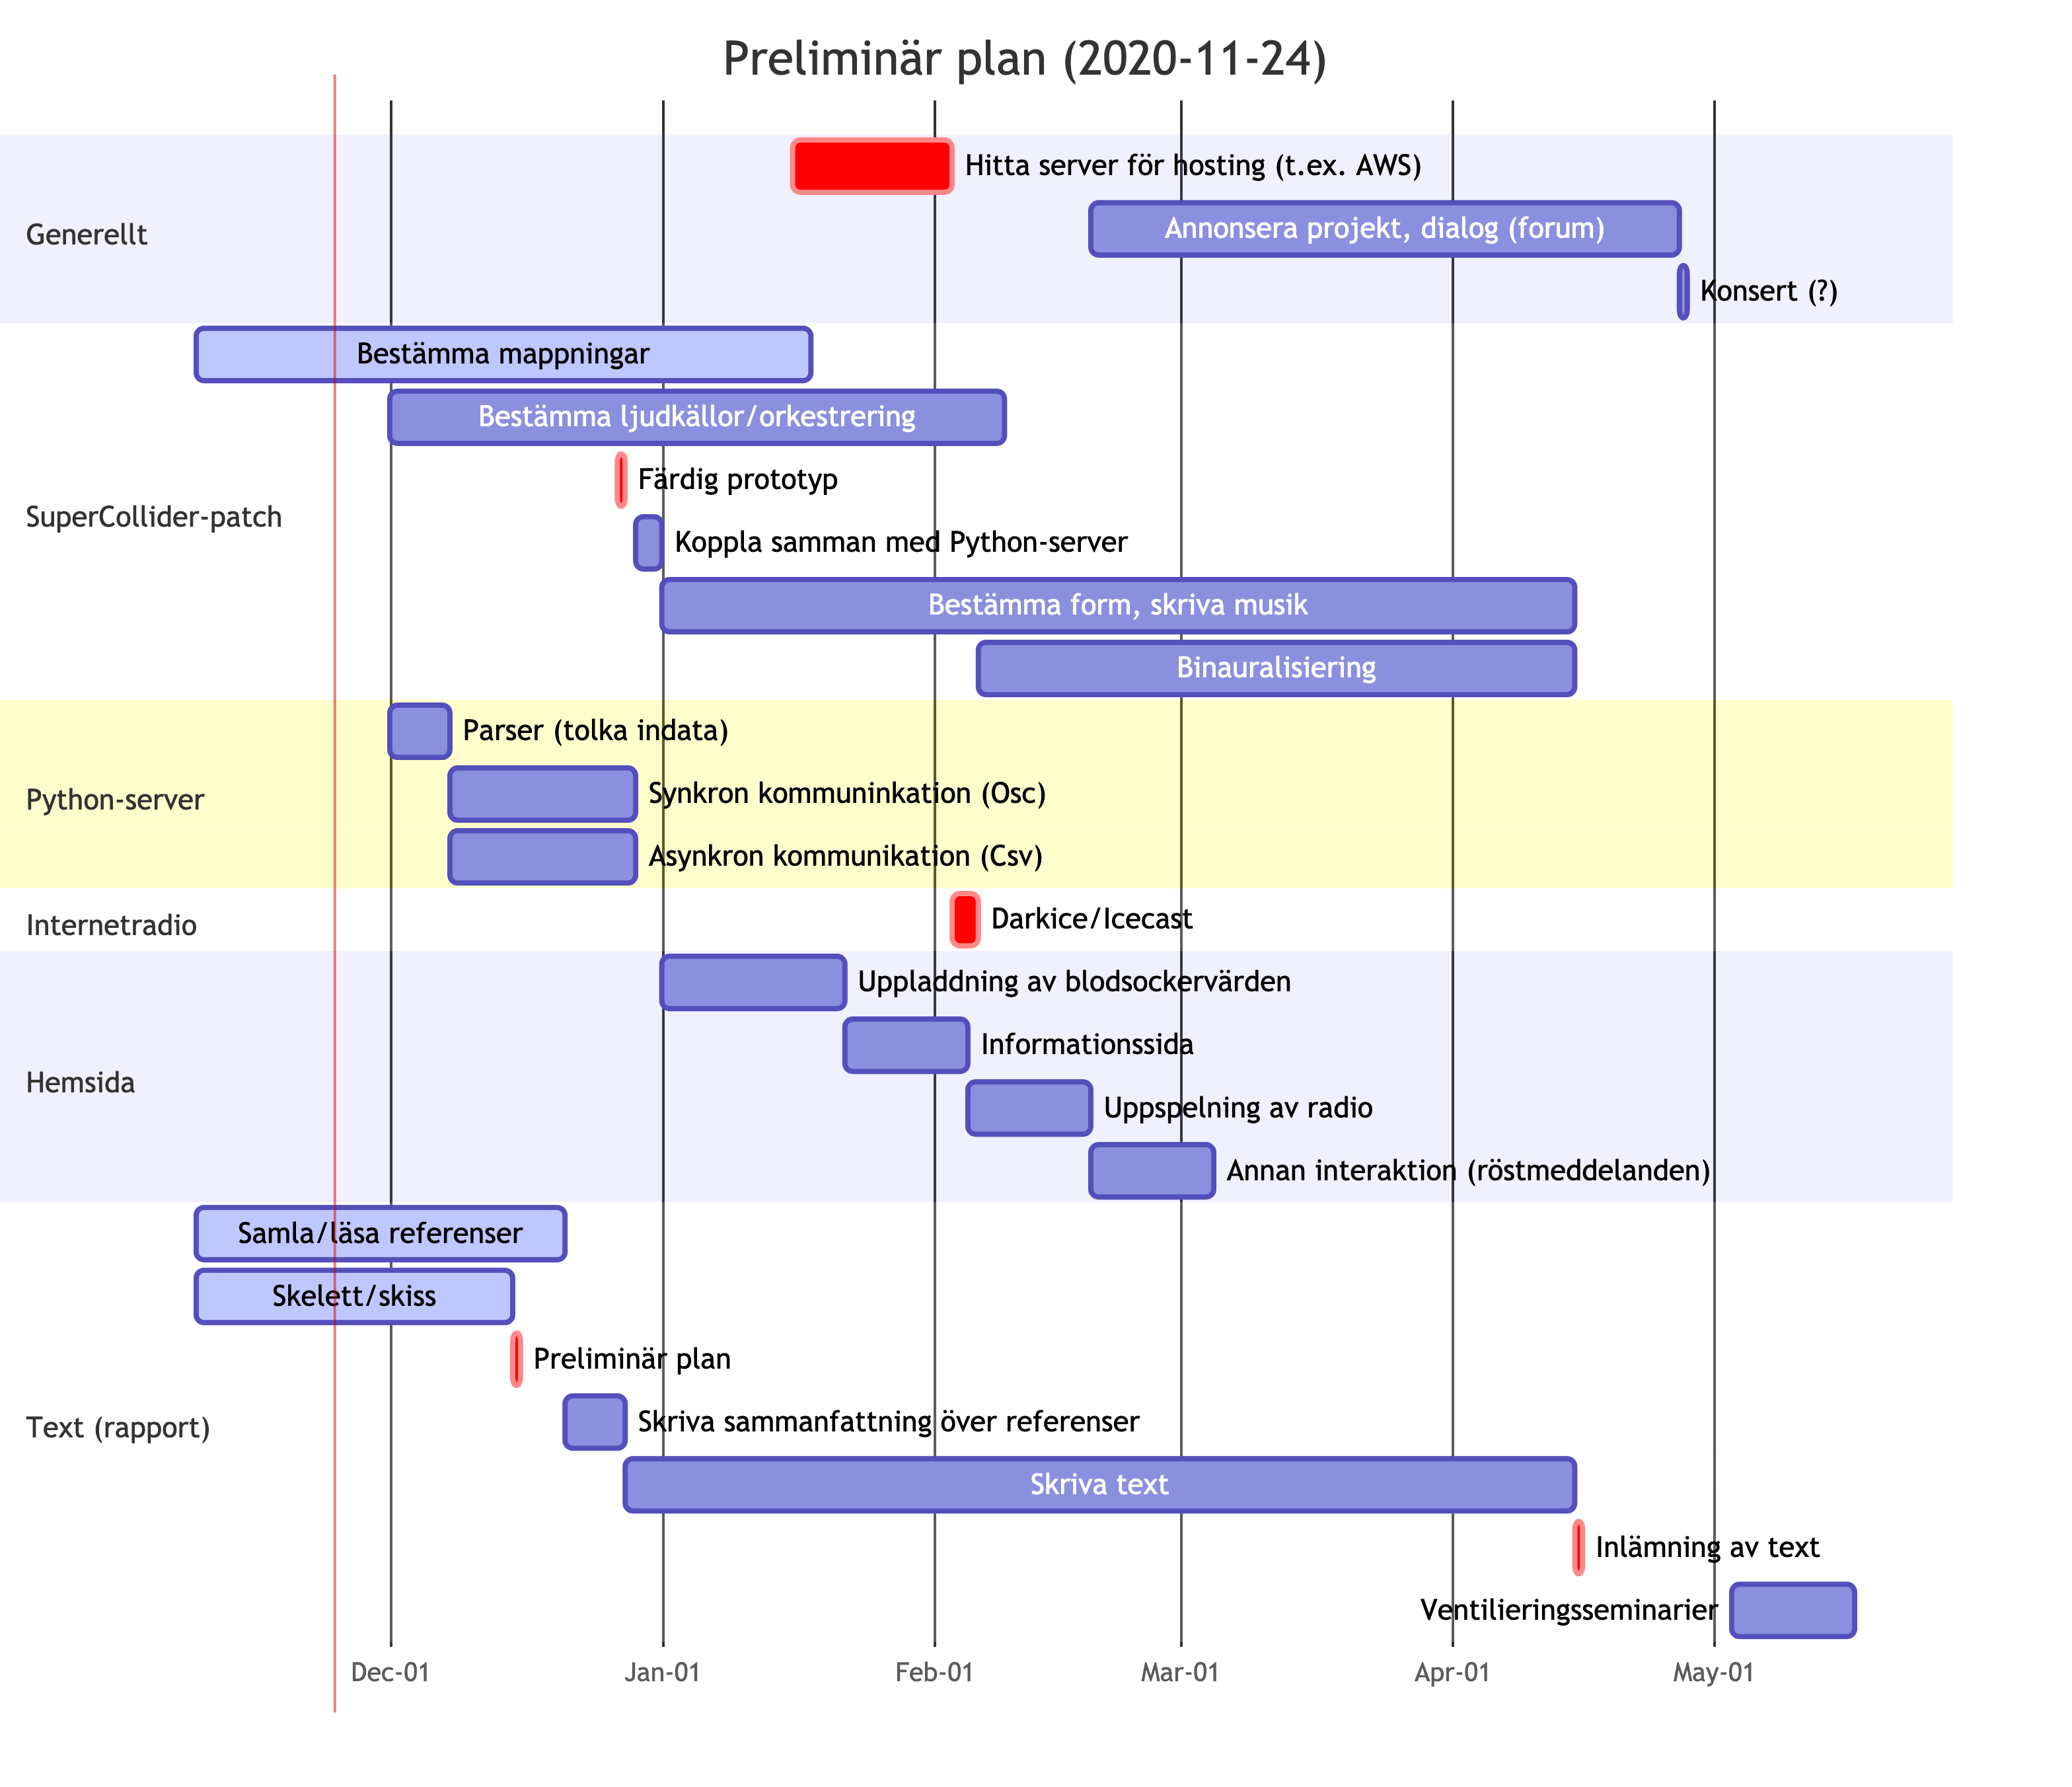 Preliminär plan (2020-11-24)
Generellt
Hitta server för hosting (t.ex. AWS)
Annonsera projekt, dialog (forum)
Konsert (?)
SuperCollider-patch
Bestämma mappningar
Bestämma ljudkällor/orkestrering
Färdig prototyp
Koppla samman med Python-server
Bestämma form, skriva musik
Binauralisiering
Python-server
Parser (tolka indata)
Synkron kommuninkation (Osc)
Asynkron kommunikation (Csv)
Internetradio
Darkice/Icecast
Hemsida
Uppladdning av blodsockervärden
Informationssida
Uppspelning av radio
Annan interaktion (röstmeddelanden)
Text (rapport)
Samla/läsa referenser
Skelett/skiss
Preliminär plan
Skriva sammanfattning över referenser
Skriva text
Inlämning av text
Ventilieringsseminarier
Dec-01 Jan-01 Feb-01 Mar-01 Apr-01 May-01